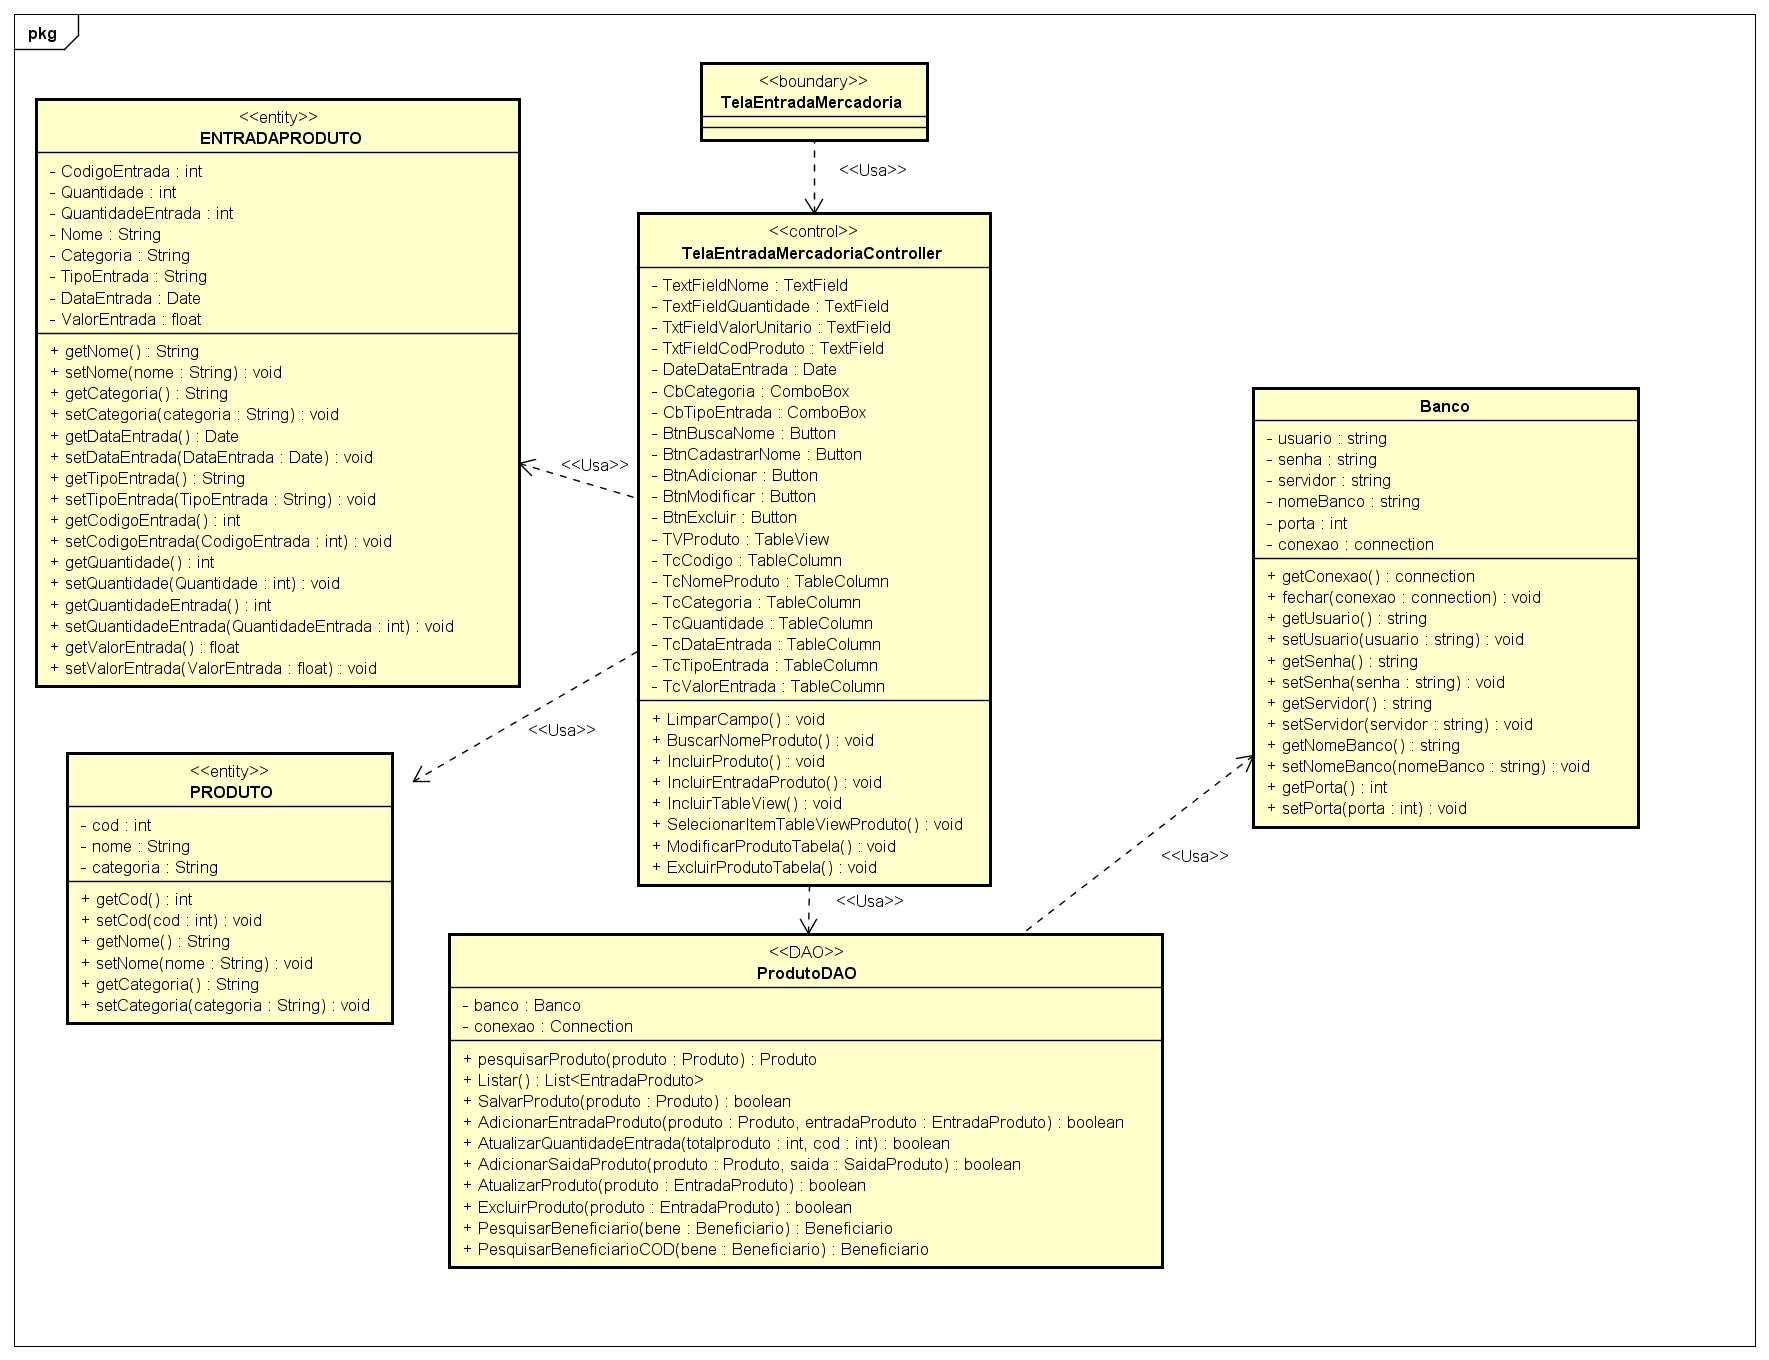 pkg
<<boundary>>
TelaEntradaMercadoria
<<Usa>>
<<entity>>
ENTRADAPRODUTO
- CodigoEntrada : int
- Quantidade : int
- QuantidadeEntrada : int
- Nome : String
- Categoria : String
- TipoEntrada : String
- DataEntrada : Date
- ValorEntrada : float
+ getNome() : String
+ setNome(nome : String) : void
+ getCategoria() : String
+ setCategoria(categoria : String) : void
+ getDataEntrada() : Date
+ setDataEntrada(DataEntrada : Date) : void
+ getTipoEntrada() : String
+ setTipoEntrada(TipoEntrada : String) : void
+ getCodigoEntrada() : int
+ setCodigoEntrada(CodigoEntrada : int) : void
+ getQuantidade() : int
+ setQuantidade(Quantidade : int) : void
+ getQuantidadeEntrada() : int
+ setQuantidadeEntrada(QuantidadeEntrada : int) : void
+ getValorEntrada() : float
+ setValorEntrada(ValorEntrada : float) : void
<<Usa>>
<<control>>
TelaEntradaMercadoriaController
- TextFieldNome : TextField
- TextFieldQuantidade : TextField
- TxtFieldValorUnitario : TextField
- TxtFieldCodProduto : TextField
- DateDataEntrada : Date
- CbCategoria : ComboBox
- CbTipoEntrada : ComboBox
- BtnBuscaNome : Button
- BtnCadastrarNome : Button
- BtnAdicionar : Button
- BtnModificar : Button
- BtnExcluir : Button
- TVProduto : TableView
- TcCodigo : TableColumn
- TcNomeProduto : TableColumn
- TcCategoria : TableColumn
- TcQuantidade : TableColumn
- TcDataEntrada : TableColumn
- TcTipoEntrada : TableColumn
- TcValorEntrada : TableColumn
+ LimparCampo() : void
+ BuscarNomeProduto() : void
+ IncluirProduto() : void
+ IncluirEntradaProduto() : void
+ IncluirTableView() : void
+ SelecionarItemTableViewProduto() : void
+ ModificarProdutoTabela() : void
+ ExcluirProdutoTabela() : void
Banco
- usuario : string
- senha : string
- servidor : string
- nomeBanco : string
- porta : int
- conexao : connection
+ getConexao() : connection
+ fechar(conexao : connection) : void
+ getUsuario() : string
+ setUsuario(usuario : string) : void
+ getSenha() : string
+ setSenha(senha : string) : void
+ getServidor() : string
+ setServidor(servidor : string) : void
+ getNomeBanco() : string
+ setNomeBanco(nomeBanco : string) : void
+ getPorta() : int
+ setPorta(porta : int) : void
<<Usa>>
<<entity>>
PRODUTO
- cod : int
- nome : String
- categoria : String
+ getCod() : int
+ setCod(cod : int) : void
+ getNome() : String
+ setNome(nome : String) : void
+ getCategoria() : String
+ setCategoria(categoria : String) : void
<<Usa>>
<<Usa>>
<<DAO>>
ProdutoDAO
- banco : Banco
- conexao : Connection
+ pesquisarProduto(produto : Produto) : Produto
+ Listar() : List<EntradaProduto>
+ SalvarProduto(produto : Produto) : boolean
+ AdicionarEntradaProduto(produto : Produto, entradaProduto : EntradaProduto) : boolean
+ AtualizarQuantidadeEntrada(totalproduto : int, cod : int) : boolean
+ AdicionarSaidaProduto(produto : Produto, saida : SaidaProduto) : boolean
+ AtualizarProduto(produto : EntradaProduto) : boolean
+ ExcluirProduto(produto : EntradaProduto) : boolean
+ PesquisarBeneficiario(bene : Beneficiario) : Beneficiario
+ PesquisarBeneficiarioCOD(bene : Beneficiario) : Beneficiario